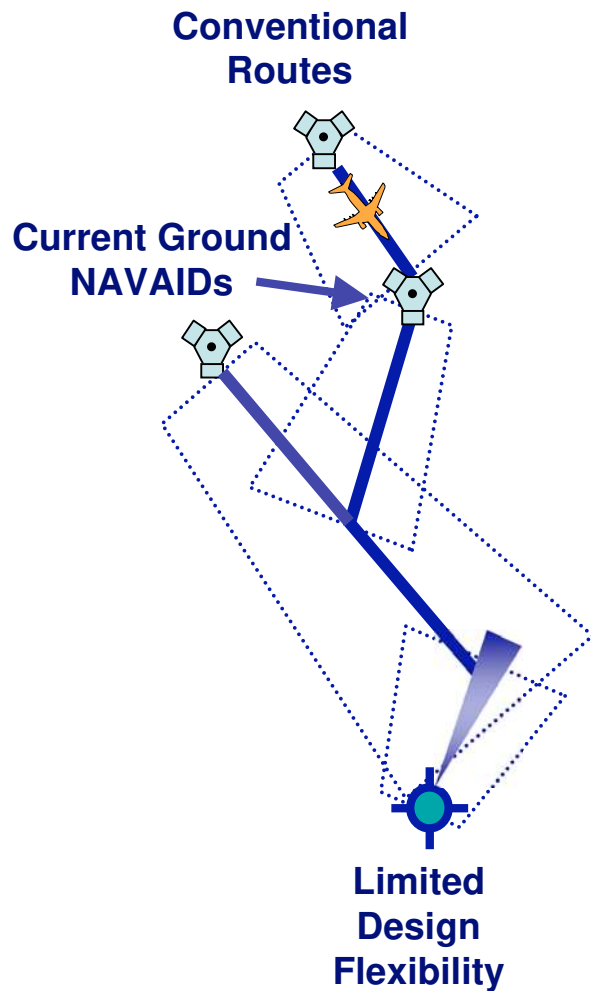 Conventional
Routes
Current Ground
NAVAIDs
Limited
Design
Flexibility